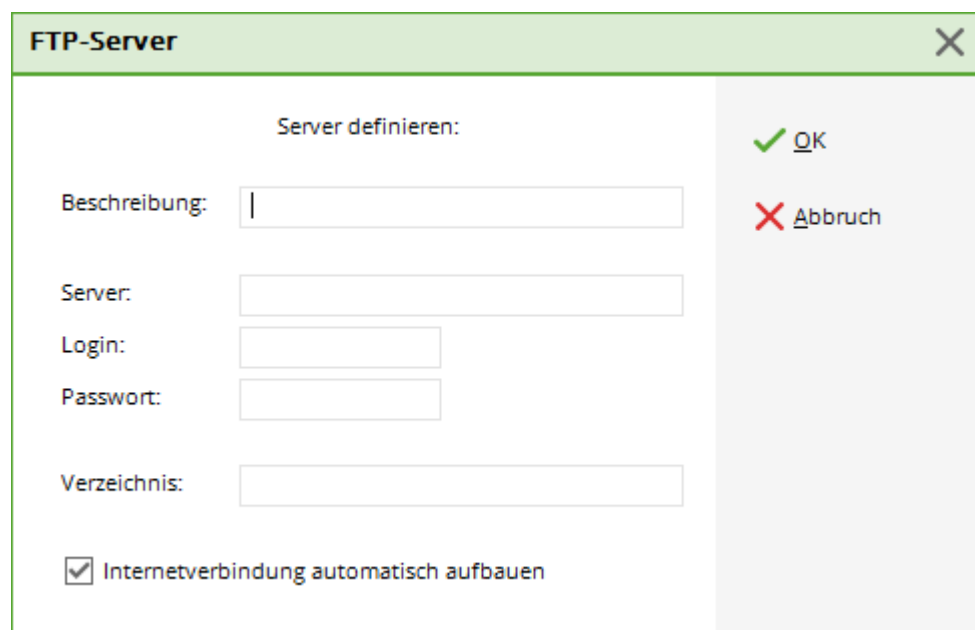 FTP-Server
Server definieren:
OK
Beschreibung:
Abbruch
Server:
Login:
Passwort:
Verzeichnis:
Internetverbindung automatisch aufbauen